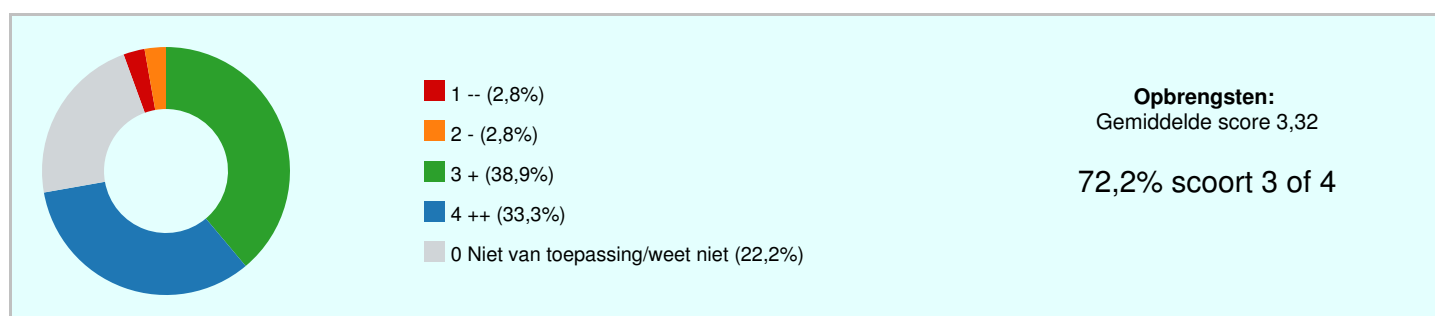 1 -- (2,8%)
2 - (2,8%)
3 + (38,9%)
4 ++ (33,3%)
0 Niet van toepassing/weet niet (22,2%)
Opbrengsten:
Gemiddelde score 3,32
72,2% scoort 3 of 4